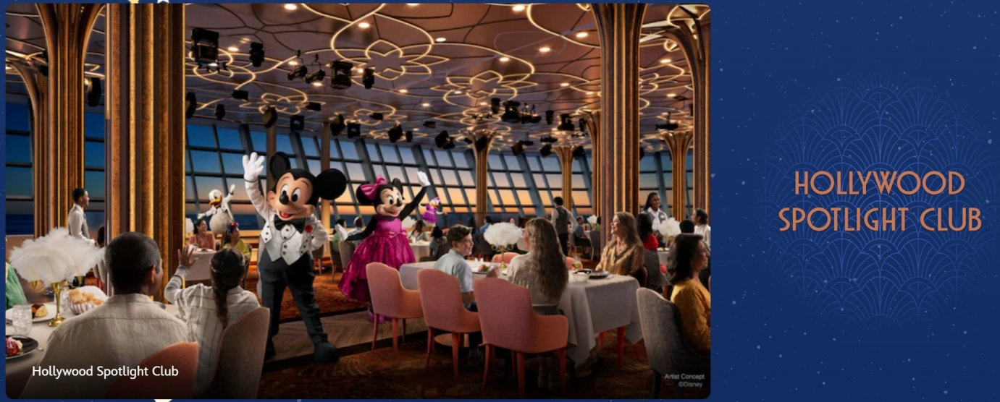 Hollywood Spotlight Club
Artist Concept
©Disney
HOLLYWOOD
SPOTLIGHT CLUB